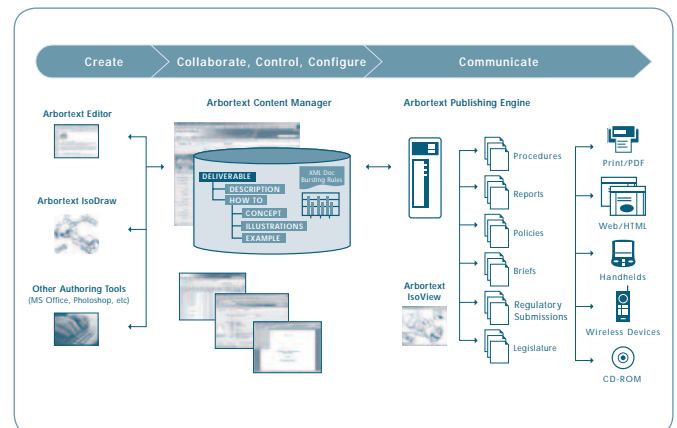 Create
Collaborate, Control, Configure
Communicate
Arbortext Editor
Arbortext IsoDraw
Other Authoring Tools
(MS Office, Photoshop, etc)
Arbortext Content Manager
DELIVERABLE
DESCRIPTION
HOW TO
CONCEPT
ILLUSTRATIONS
EXAMPLE
XML Doc
Bursting Rules
Arbortext Publishing Engine
Arbortext
IsoView
Procedures
Reports
Policies
Briefs
Regulatory
Submissions
Legislature
Print/PDF
Web/HTML
Handhelds
Wireless Devices
CD-ROM